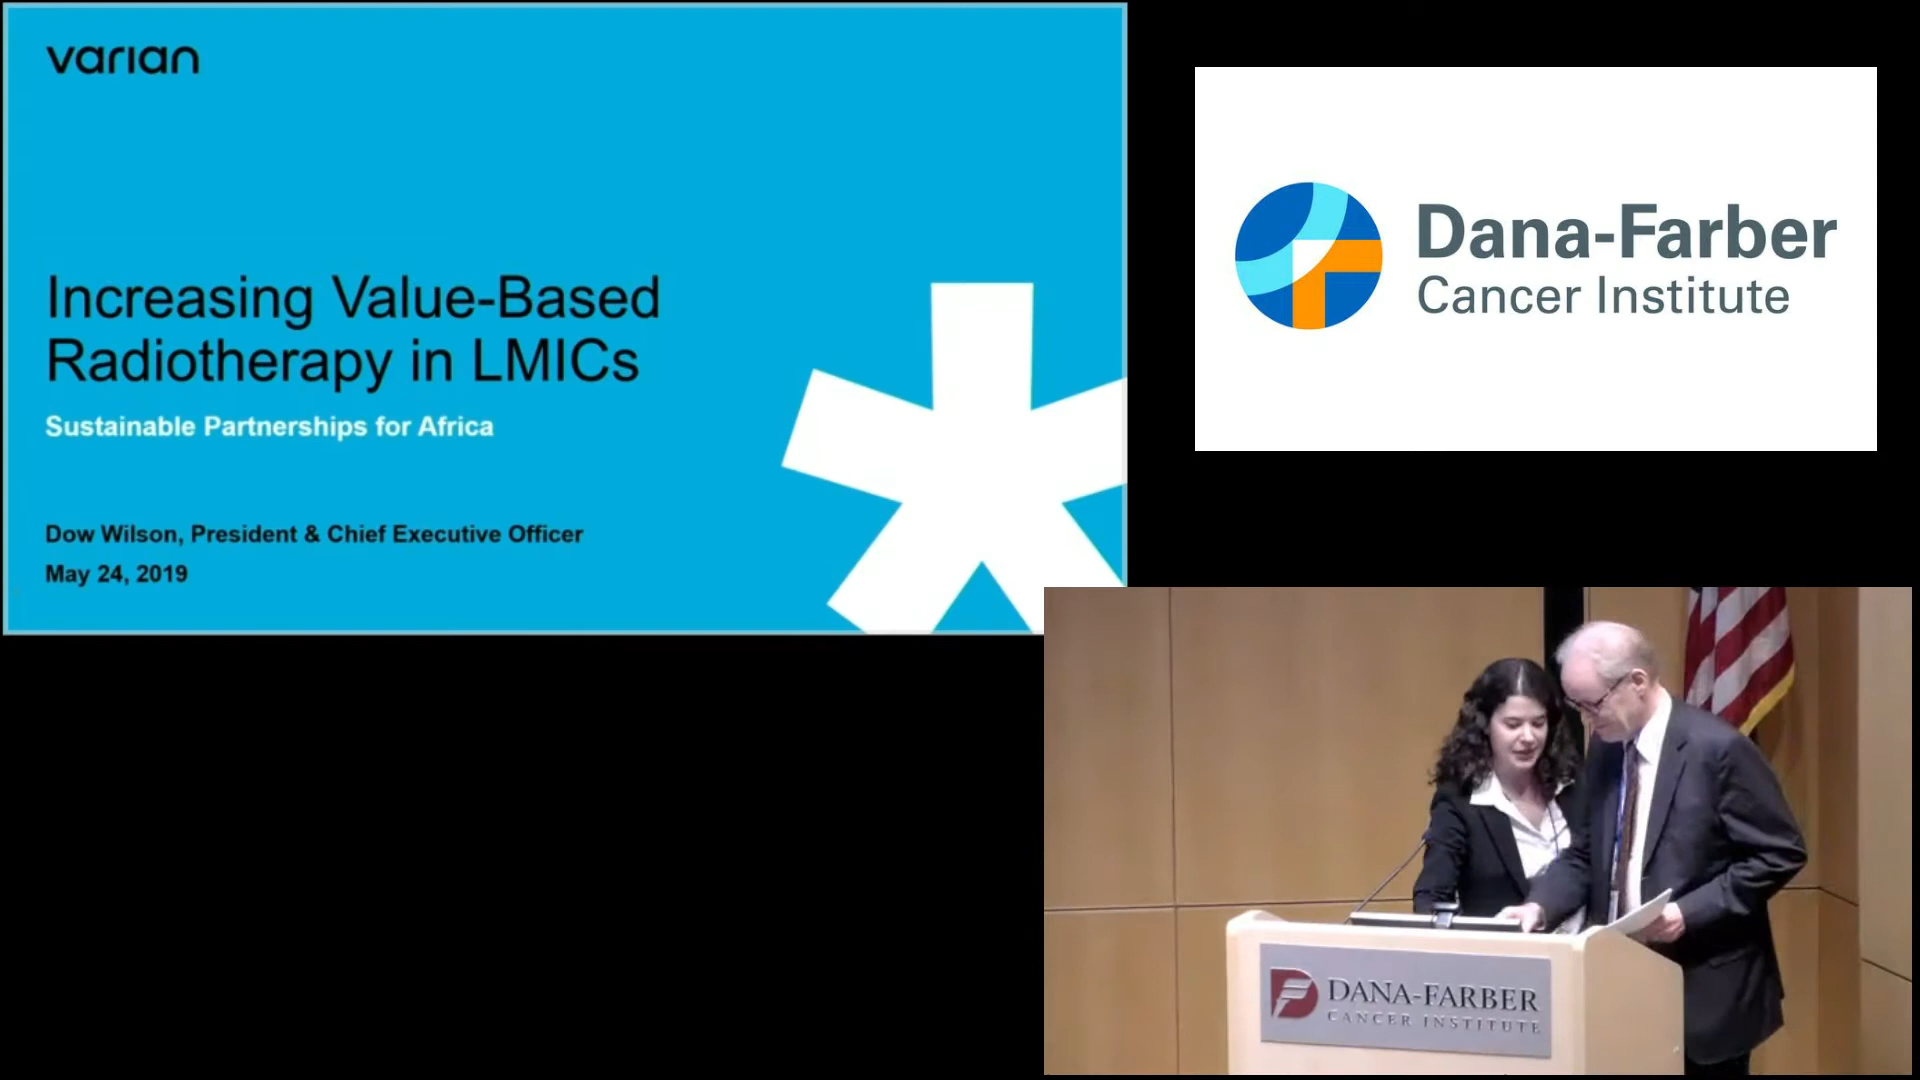 varian
Increasing Value-Based
Radiotherapy in LMICs
Sustainable Partnerships for Africa
Dow Wilson, President & Chief Executive Officer
May 24, 2019
Dana-Farber
Cancer Institute
DANA-FARBER
CANCER INSTITUTE